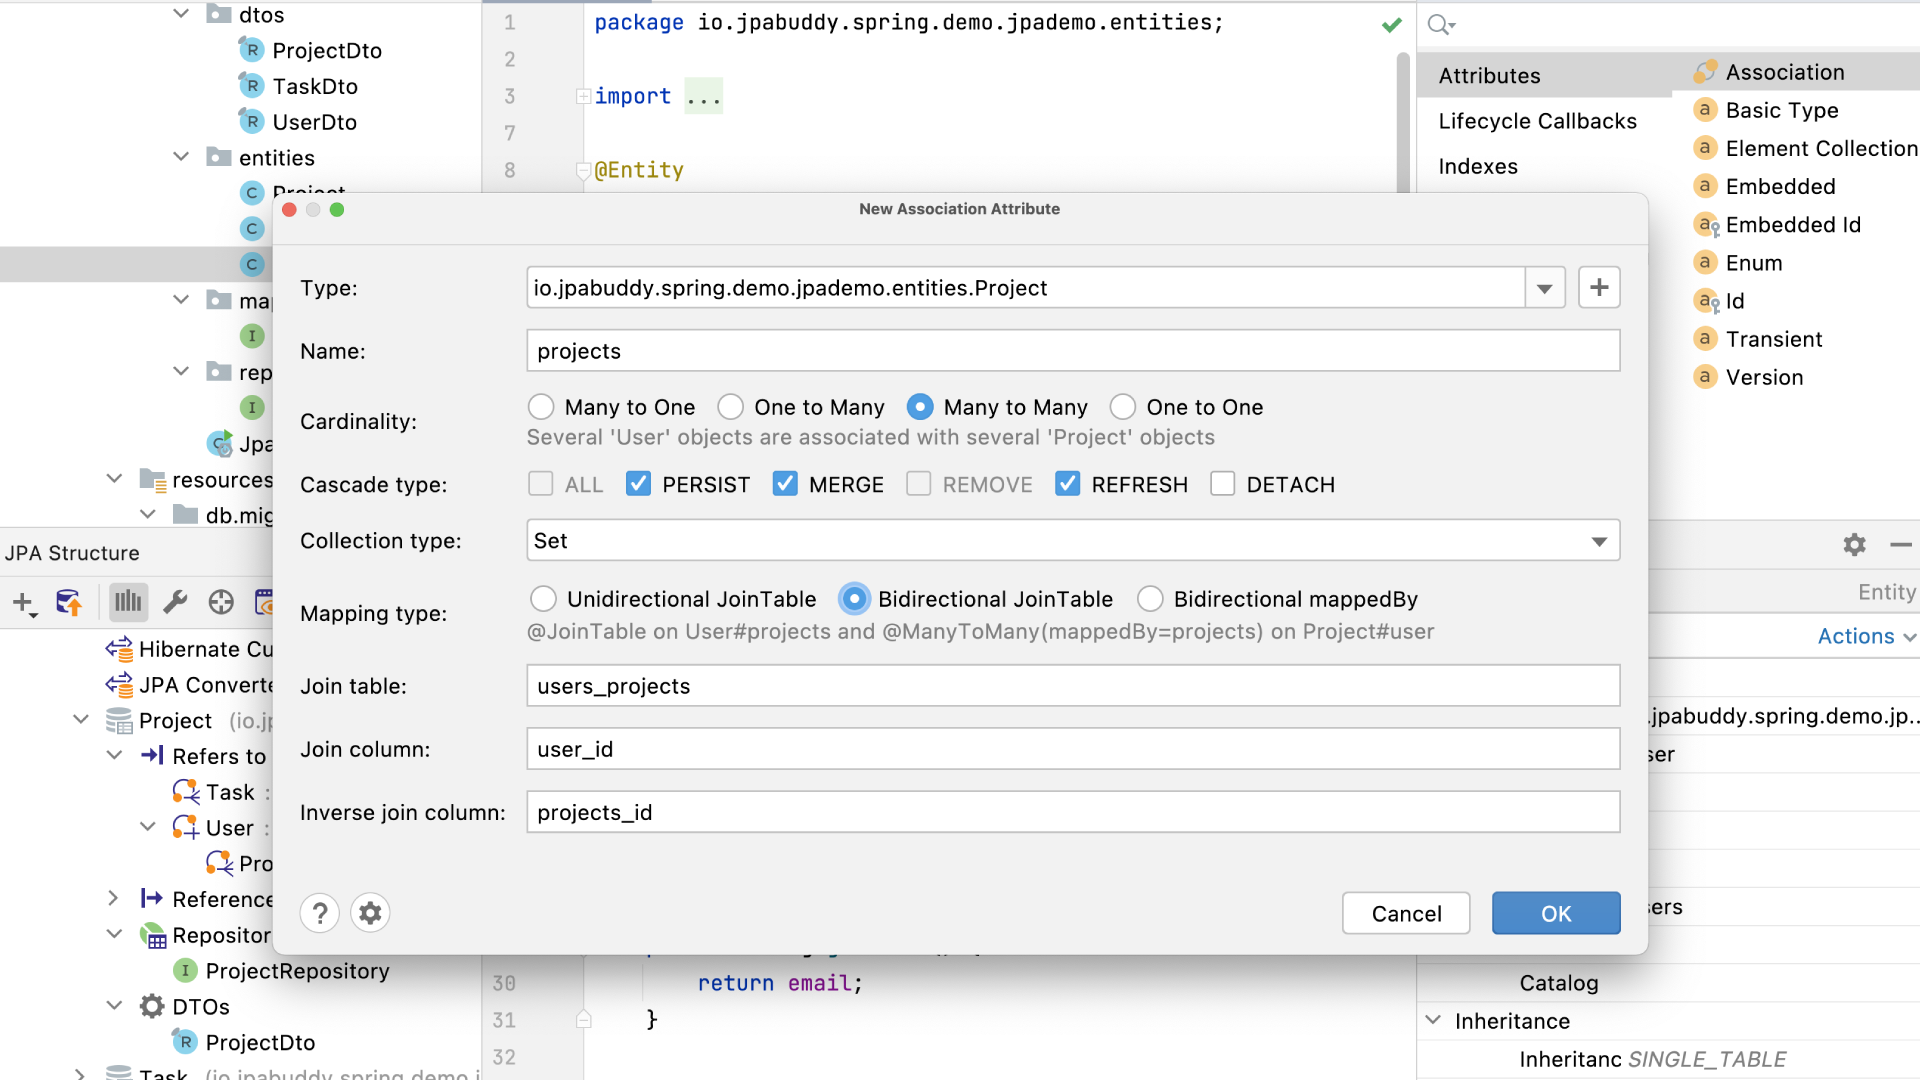 dtos
ProjectDto
TaskDto
UserDto
entities
Project
rep
Jpa
resources
db.mig
1 package io.jpabuddy.spring.demo.jpademo.entities;
2
3 import ...
7
8 @Entity
Attributes
Lifecycle Callbacks
Indexes
Association
Basic Type
Element Collection
Embedded
Embedded Id
Enum
Id
Transient
Version
New Association Attribute
Type: io.jpabuddy.spring.demo.jpademo.entities.Project
Name: projects
Cardinality: Many to One One to Many Many to Many One to One
Several 'User' objects are associated with several 'Project' objects
Cascade type: ALL PERSIST MERGE REMOVE REFRESH DETACH
Collection type: Set
Mapping type: Unidirectional JoinTable Bidirectional JoinTable Bidirectional mappedBy
@JoinTable on User#projects and @ManyToMany(mappedBy=projects) on Project#user
Join table: users_projects
Join column: user_id
Inverse join column: projects_id
? Cancel OK
JPA Structure
Hibernate Cu
JPA Converte
Project (io.jp
Refers to
Task :
User :
Pro
Reference
Repositor
ProjectRepository
DTOs
ProjectDto
Task (io.jpabuddy.spring.demo.j
30 return email;
31 }
32
Entity
Actions
.jpabuddy.spring.demo.jp...
ser
sers
Catalog
Inheritance
Inheritanc SINGLE_TABLE